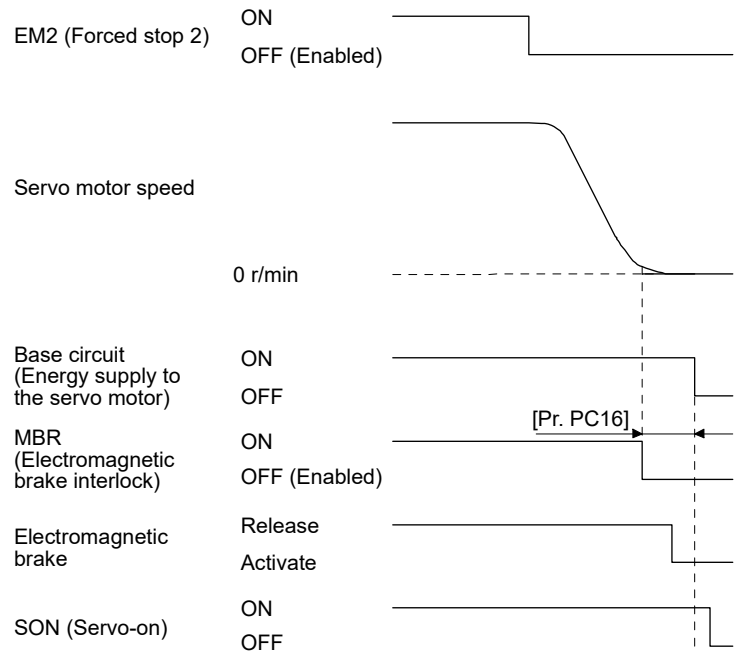 EM2 (Forced stop 2)
ON
OFF (Enabled)
Servo motor speed
0 r/min
Base circuit
(Energy supply to
the servo motor)
ON
OFF
[Pr. PC16]
MBR
(Electromagnetic
brake interlock)
ON
OFF (Enabled)
Electromagnetic
brake
Release
Activate
SON (Servo-on)
ON
OFF